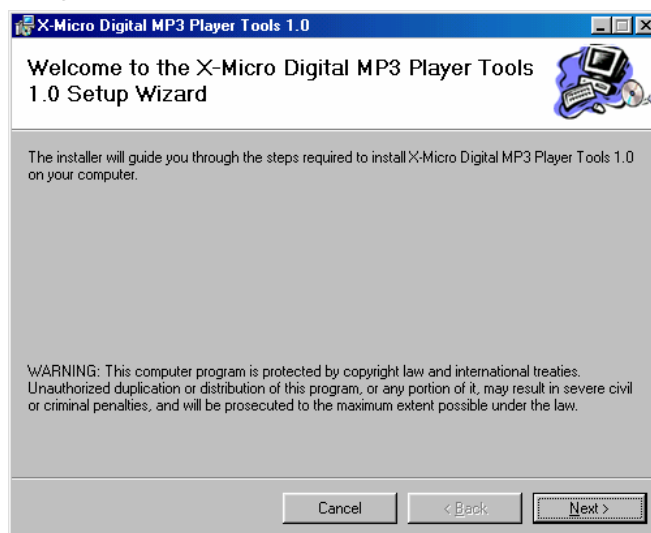 X-Micro Digital MP3 Player Tools 1.0
Welcome to the X-Micro Digital MP3 Player Tools
1.0 Setup Wizard
The installer will guide you through the steps required to install X-Micro Digital MP3 Player Tools 1.0
on your computer.
WARNING: This computer program is protected by copyright law and international treaties.
Unauthorized duplication or distribution of this program, or any portion of it, may result in severe civil
or criminal penalties, and will be prosecuted to the maximum extent possible under the law.
Cancel < Back Next >